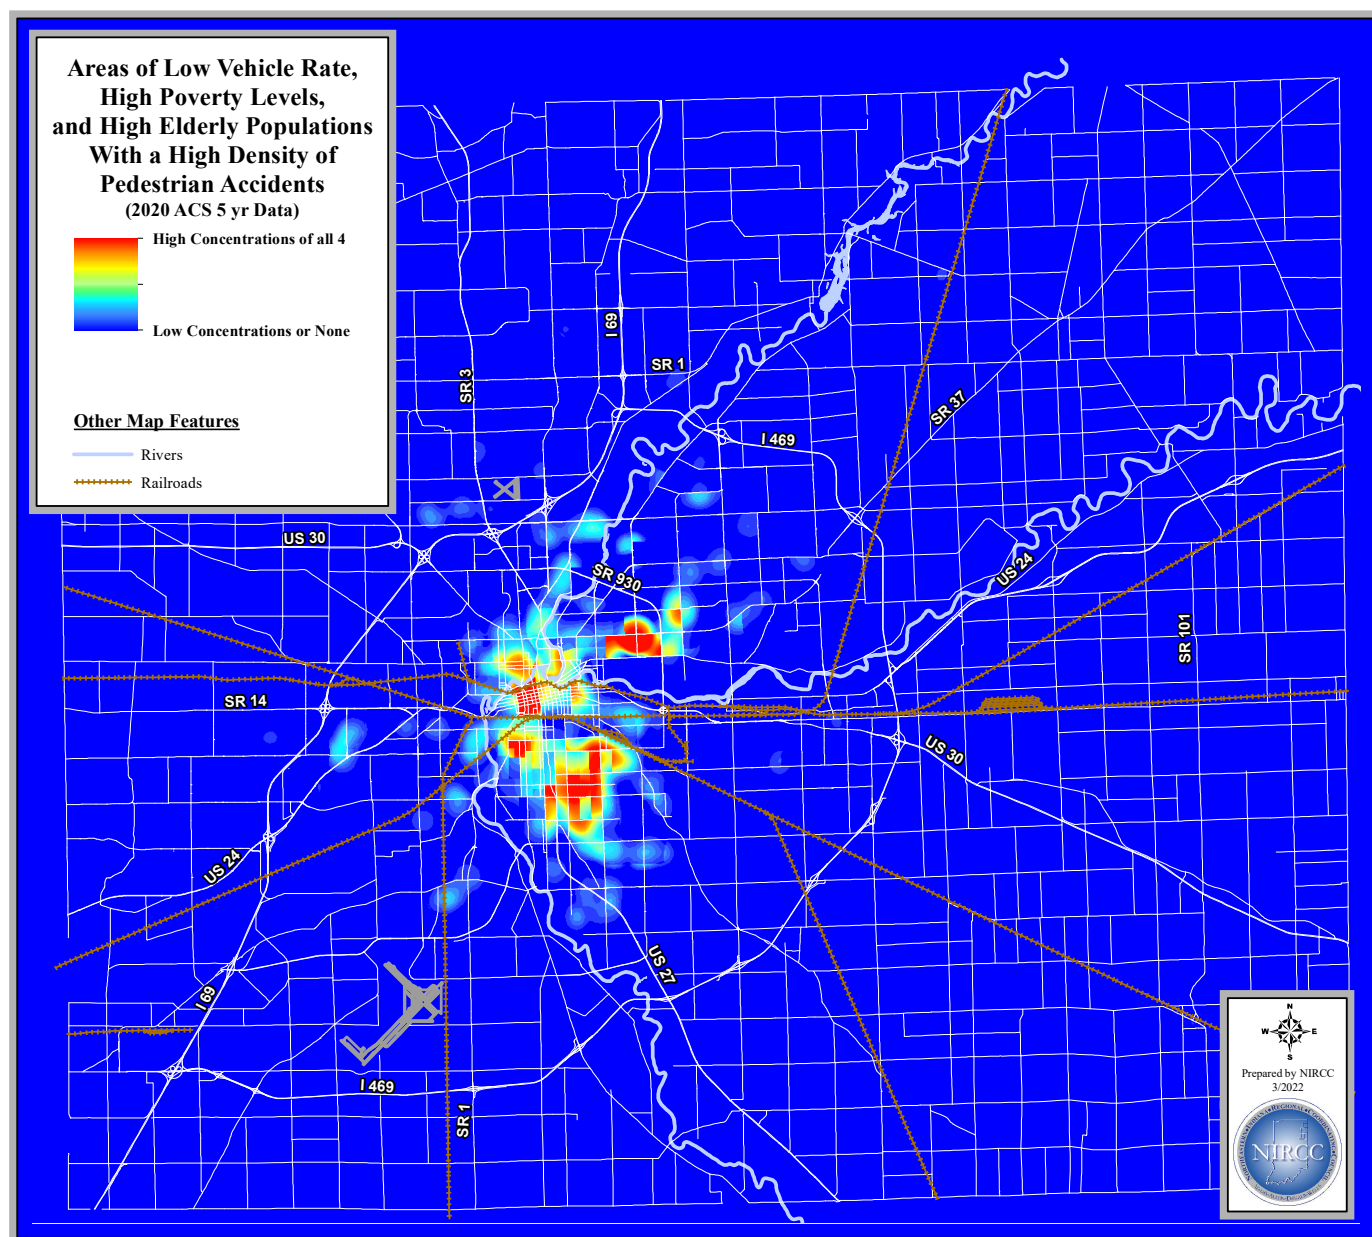 Areas of Low Vehicle Rate,
High Poverty Levels,
and High Elderly Populations
With a High Density of
Pedestrian Accidents
(2020 ACS 5 yr Data)
High Concentrations of all 4
Low Concentrations or None
Other Map Features
Rivers
Railroads
I 69
SR 1
SR 3
SR 37
I 469
US 30
SR 930
US 24
SR 101
SR 14
US 30
US 24
US 27
I 69
I 469
SR 1
N
W E
S
Prepared by NIRCC
3/2022
NIRCC